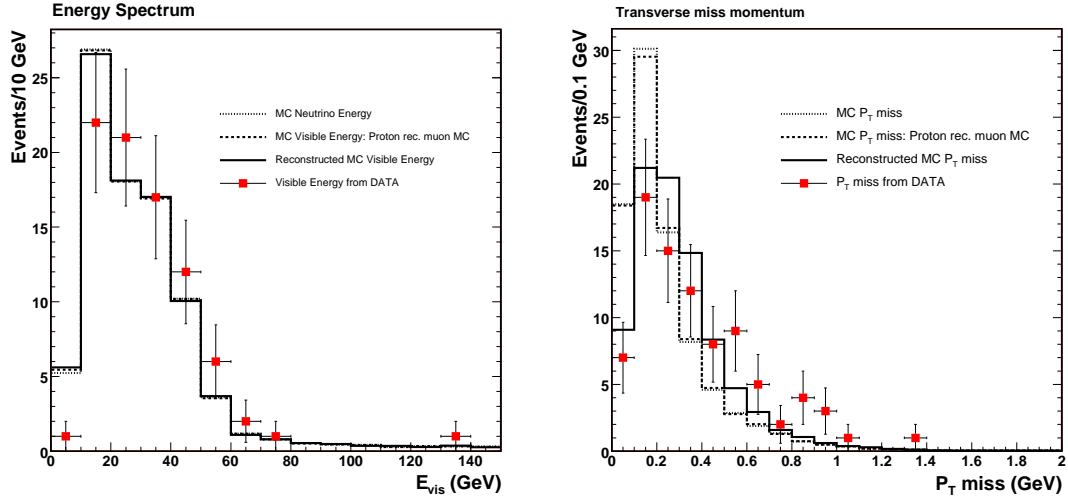 Energy Spectrum
Events/10 GeV
25
20
15
10
5
0
MC Neutrino Energy
MC Visible Energy: Proton rec. muon MC
Reconstructed MC Visible Energy
Visible Energy from DATA
0 20 40 60 80 100 120 140
E_vis (GeV)
Transverse miss momentum
Events/0.1 GeV
30
25
20
15
10
5
0
MC P_T miss
MC P_T miss: Proton rec. muon MC
Reconstructed MC P_T miss
P_T miss from DATA
0 0.2 0.4 0.6 0.8 1 1.2 1.4 1.6 1.8 2
P_T miss (GeV)